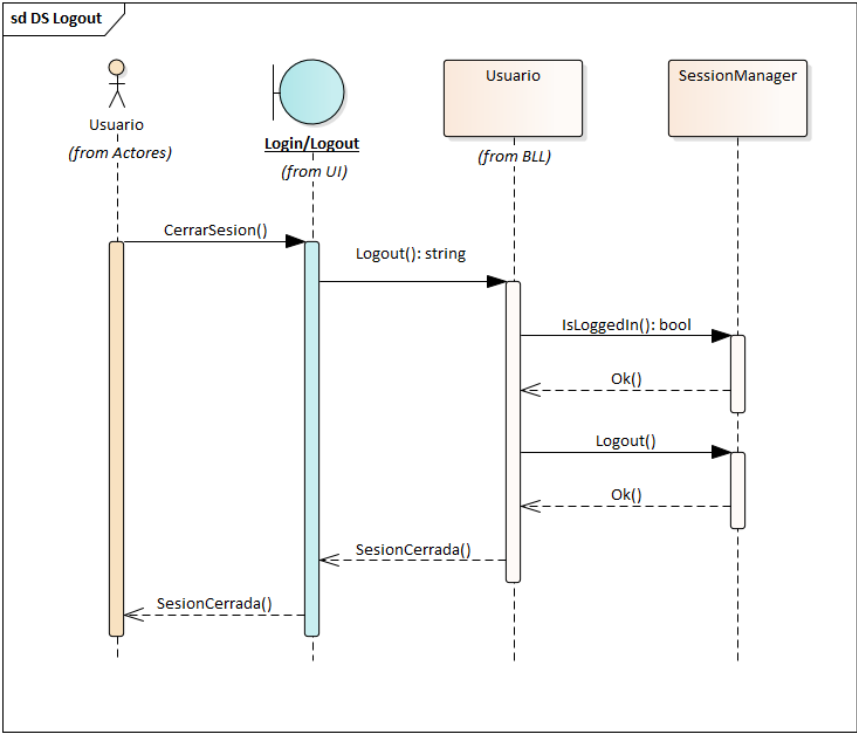 sd DS Logout
Usuario
(from Actores)
Login/Logout
(from UI)
Usuario
(from BLL)
SessionManager
CerrarSesion()
Logout(): string
IsLoggedIn(): bool
Ok()
Logout()
Ok()
SesionCerrada()
SesionCerrada()